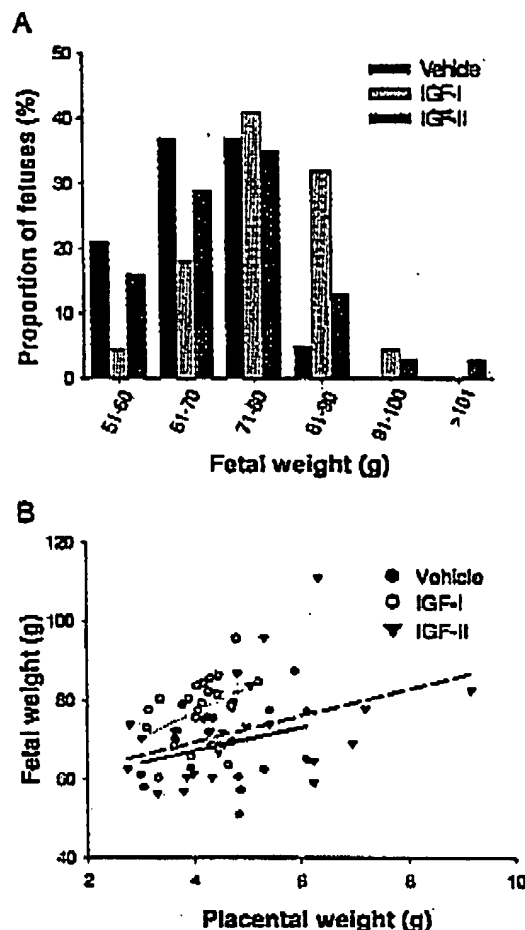 A
50
40
30
20
10
0
Proportion of fetuses (%)
Vehicle
IGF-I
IGF-II
51-60
61-70
71-80
81-90
91-100
>101
Fetal weight (g)
B
120
100
80
60
40
Fetal weight (g)
Vehicle
IGF-I
IGF-II
2
4
6
8
10
Placental weight (g)